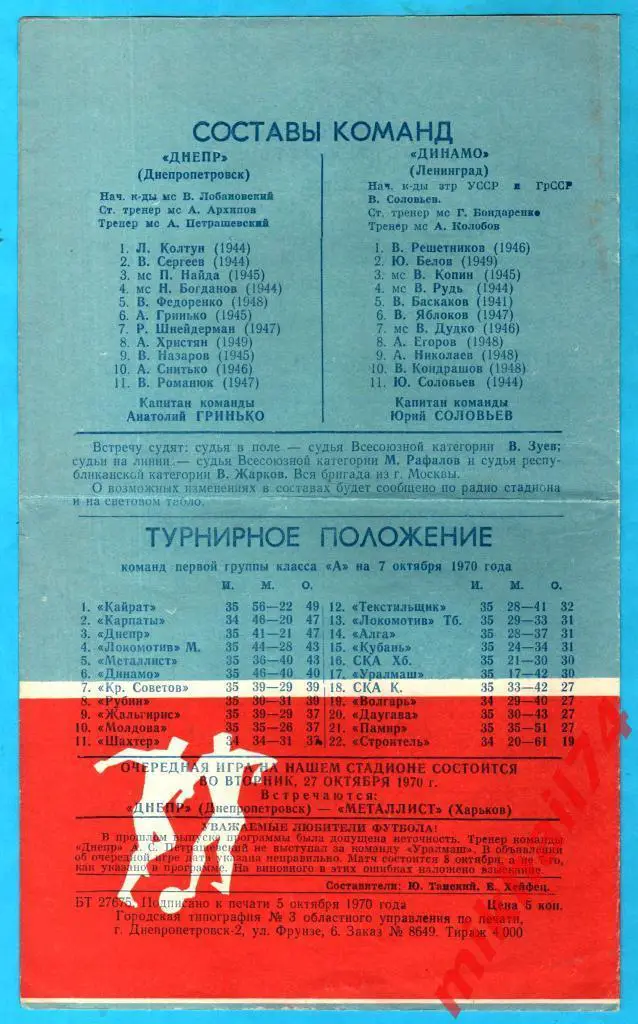 СОСТАВЫ КОМАНД
«ДНЕПР»
(Днепропетровск)
Нач. к-ды мс В. Лобановский
Ст. тренер мс А. Архипов
Тренер мс А. Петрашевский
1. Л. Колтун (1944)
2. В. Сергеев (1944)
3. мс П. Найда (1945)
4. мс Н. Богданов (1944)
5. В. Федоренко (1948)
6. А. Гринько (1945)
7. Р. Шнейдерман (1947)
8. А. Христян (1949)
9. В. Назаров (1945)
10. А. Снитько (1946)
11. В. Романюк (1947)
Капитан команды
Анатолий ГРИНЬКО
«ДИНАМО»
(Ленинград)
Нач. к-ды зтр УССР и ГрССР
В. Соловьев.
Ст. тренер мс Г. Бондаренко
Тренер мс А. Колобов
1. В. Решетников (1946)
2. Ю. Белов (1949)
3. мс В. Копин (1945)
4. мс В. Рудь (1944)
5. В. Баскаков (1941)
6. В. Яблоков (1947)
7. мс В. Дудко (1946)
8. А. Егоров (1948)
9. А. Николаев (1948)
10. В. Кондрашов (1948)
11. Ю. Соловьев (1944)
Капитан команды
Юрий СОЛОВЬЕВ
Встречу судят: судья в поле — судья Всесоюзной категории В. Зуев;
судьи на линии — судья Всесоюзной категории М. Рафалов и судья респу-
бликанской категории В. Жарков. Вся бригада из г. Москвы.
О возможных изменениях в составах будет сообщено по радио стадиона
и на световом табло.
ТУРНИРНОЕ ПОЛОЖЕНИЕ
команд первой группы класса «А» на 7 октября 1970 года
И. М. О.
1. «Кайрат» 35 56—22 49
2. «Карпаты» 34 46—20 47
3. «Днепр» 35 41—21 47
4. «Локомотив» М. 35 44—28 43
5. «Металлист» 35 36—40 43
6. «Динамо» 35 46—40 40
7. «Кр. Советов» 35 39—29 39
8. «Рубин» 35 30—31 39
9. «Жальгирис» 35 39—29 37
10. «Молдова» 35 35—26 37
11. «Шахтер» 34 34—31 37
И. М. О.
12. «Текстильщик» 35 28—41 32
13. «Локомотив» Тб. 35 29—33 31
14. «Алга» 35 28—37 31
15. «Кубань» 35 24—34 31
16. СКА Хб. 35 21—30 30
17. «Уралмаш» 35 17—42 30
18. СКА К. 35 33—42 27
19. «Волгарь» 34 29—40 27
20. «Даугава» 35 30—43 27
21. «Памир» 35 35—51 27
22. «Строитель» 34 20—61 19
ОЧЕРЕДНАЯ ИГРА НА НАШЕМ СТАДИОНЕ СОСТОИТСЯ
ВО ВТОРНИК, 27 ОКТЯБРЯ 1970 г.
Встречаются:
«ДНЕПР» (Днепропетровск) — «МЕТАЛЛИСТ» (Харьков)
УВАЖАЕМЫЕ ЛЮБИТЕЛИ ФУТБОЛА!
В прошлом выпуске программы была допущена неточность. Тренер команды
«Днепр» А. С. Петрашевский не выступал за команду «Уралмаш». В объявлении
об очередной игре дата указана неправильно. Матч состоится 8 октября, а не 7-го,
как указано в программе. На виновного в этих ошибках наложено взыскание.
Составители: Ю. Танский, Е. Хейфец.
БТ 27675. Подписано к печати 5 октября 1970 года Цена 5 коп.
Городская типография № 3 областного управления по печати,
г. Днепропетровск-2, ул. Фрунзе, 6. Заказ № 8649. Тираж 4 000